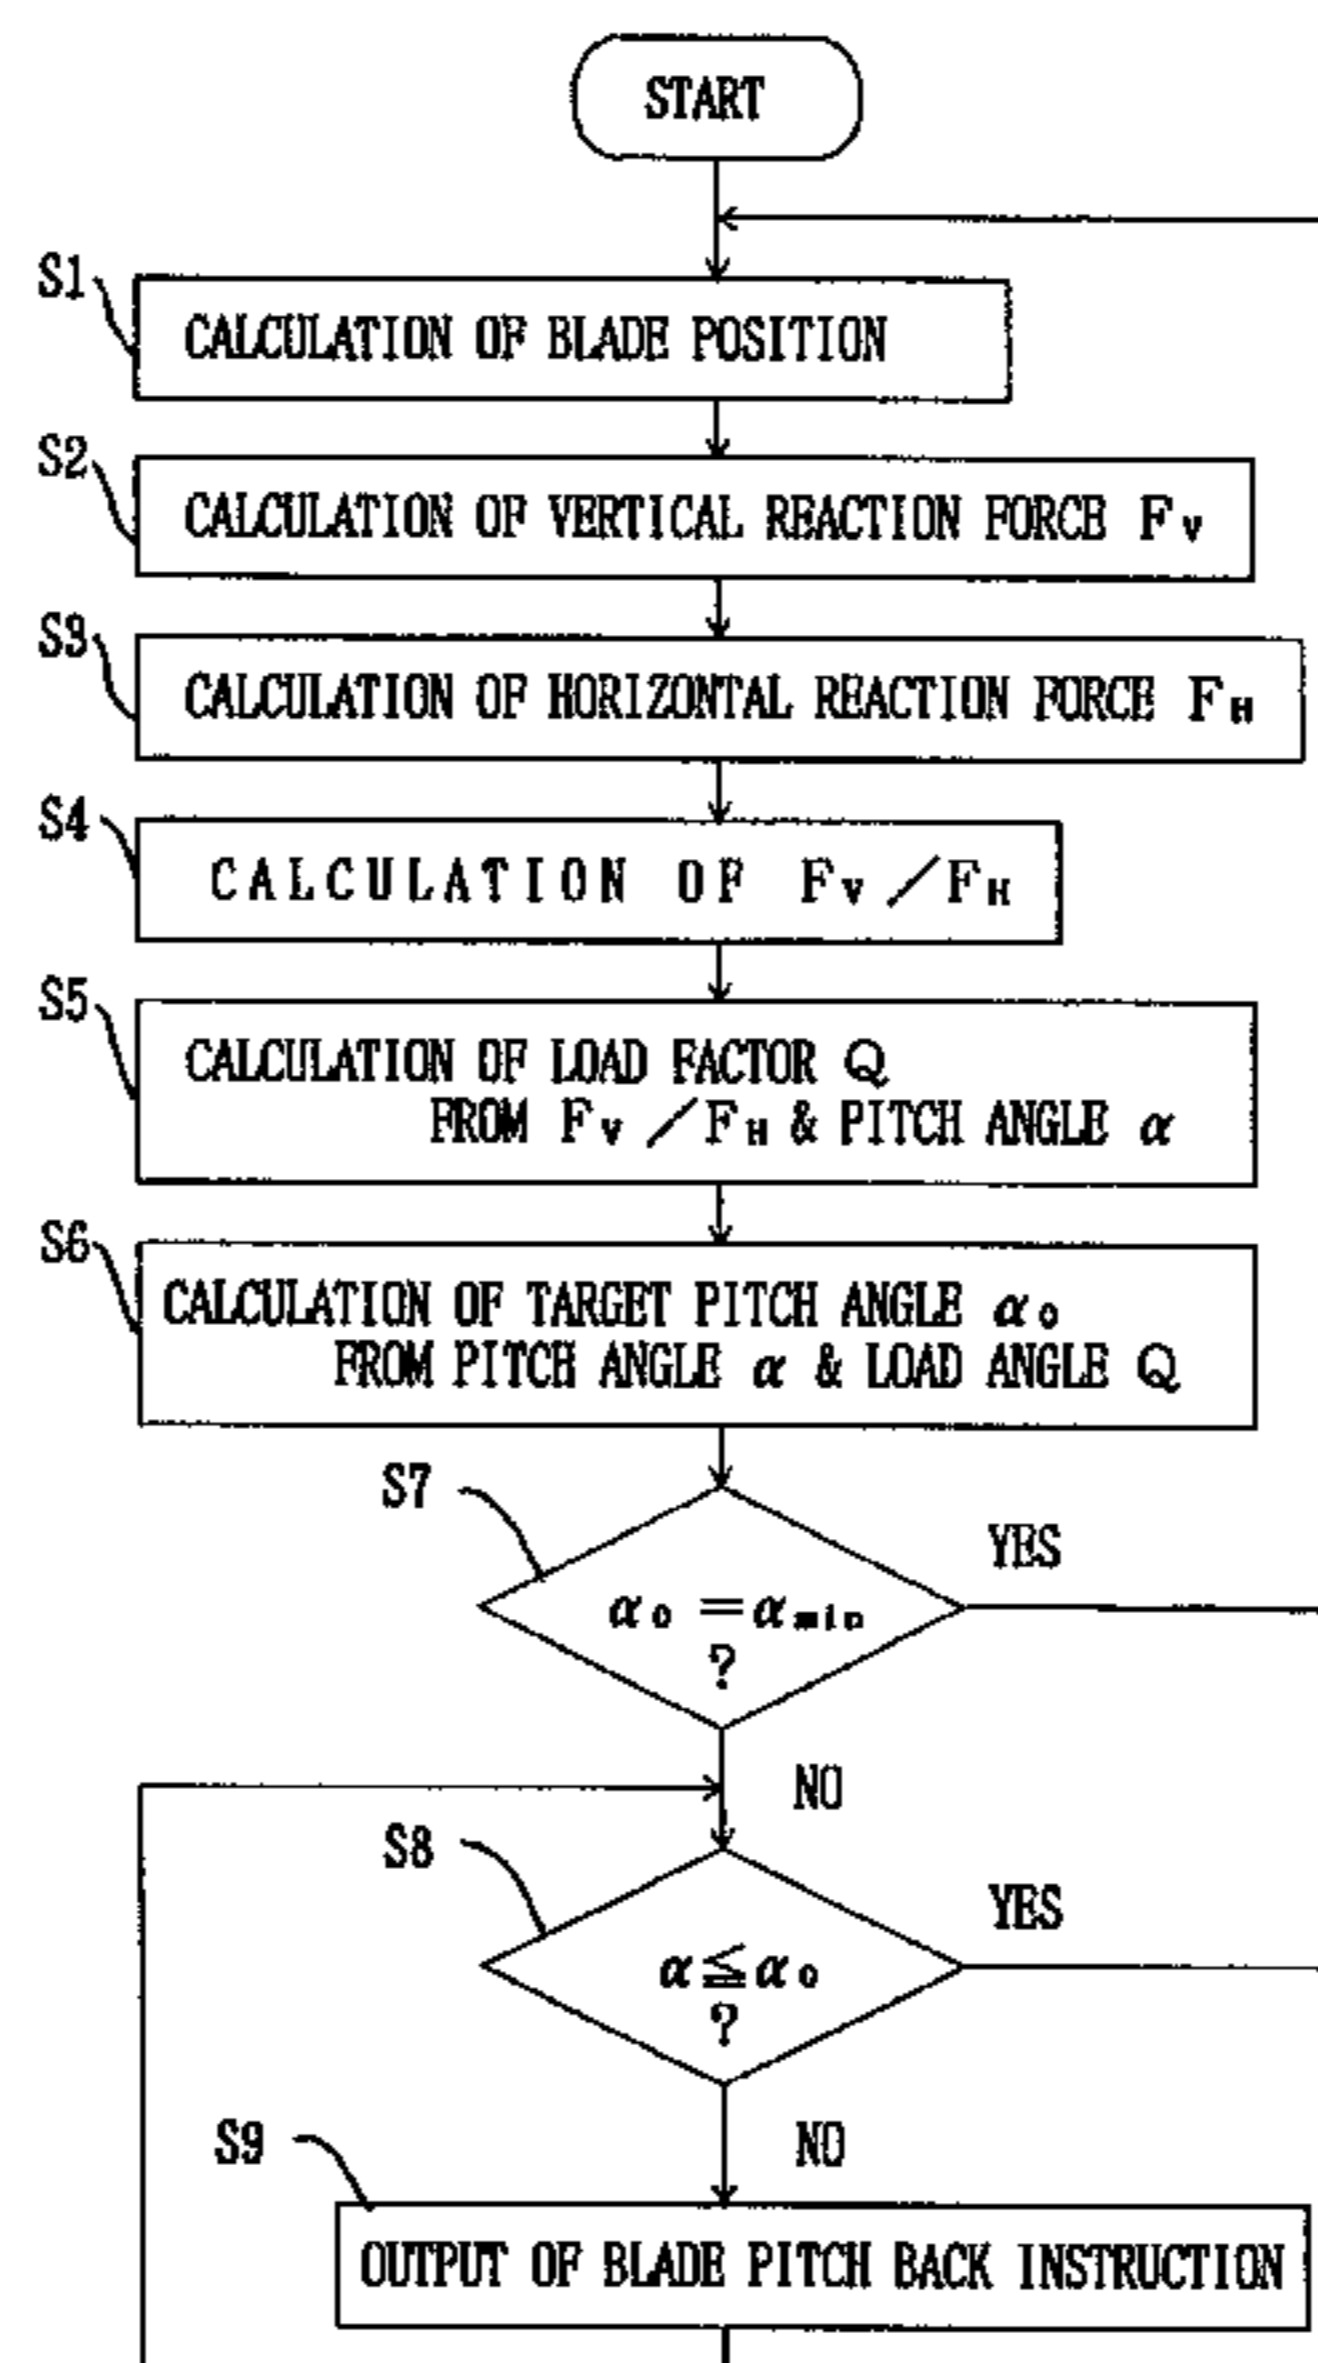 START
S1
CALCULATION OF BLADE POSITION
S2
CALCULATION OF VERTICAL REACTION FORCE Fv
S3
CALCULATION OF HORIZONTAL REACTION FORCE FH
S4
CALCULATION OF Fv/FH
S5
CALCULATION OF LOAD FACTOR Q
FROM Fv/FH & PITCH ANGLE α
S6
CALCULATION OF TARGET PITCH ANGLE α0
FROM PITCH ANGLE α & LOAD ANGLE Q
S7
YES
α0 = αmin
?
NO
S8
YES
α≦α0
?
NO
S9
OUTPUT OF BLADE PITCH BACK INSTRUCTION